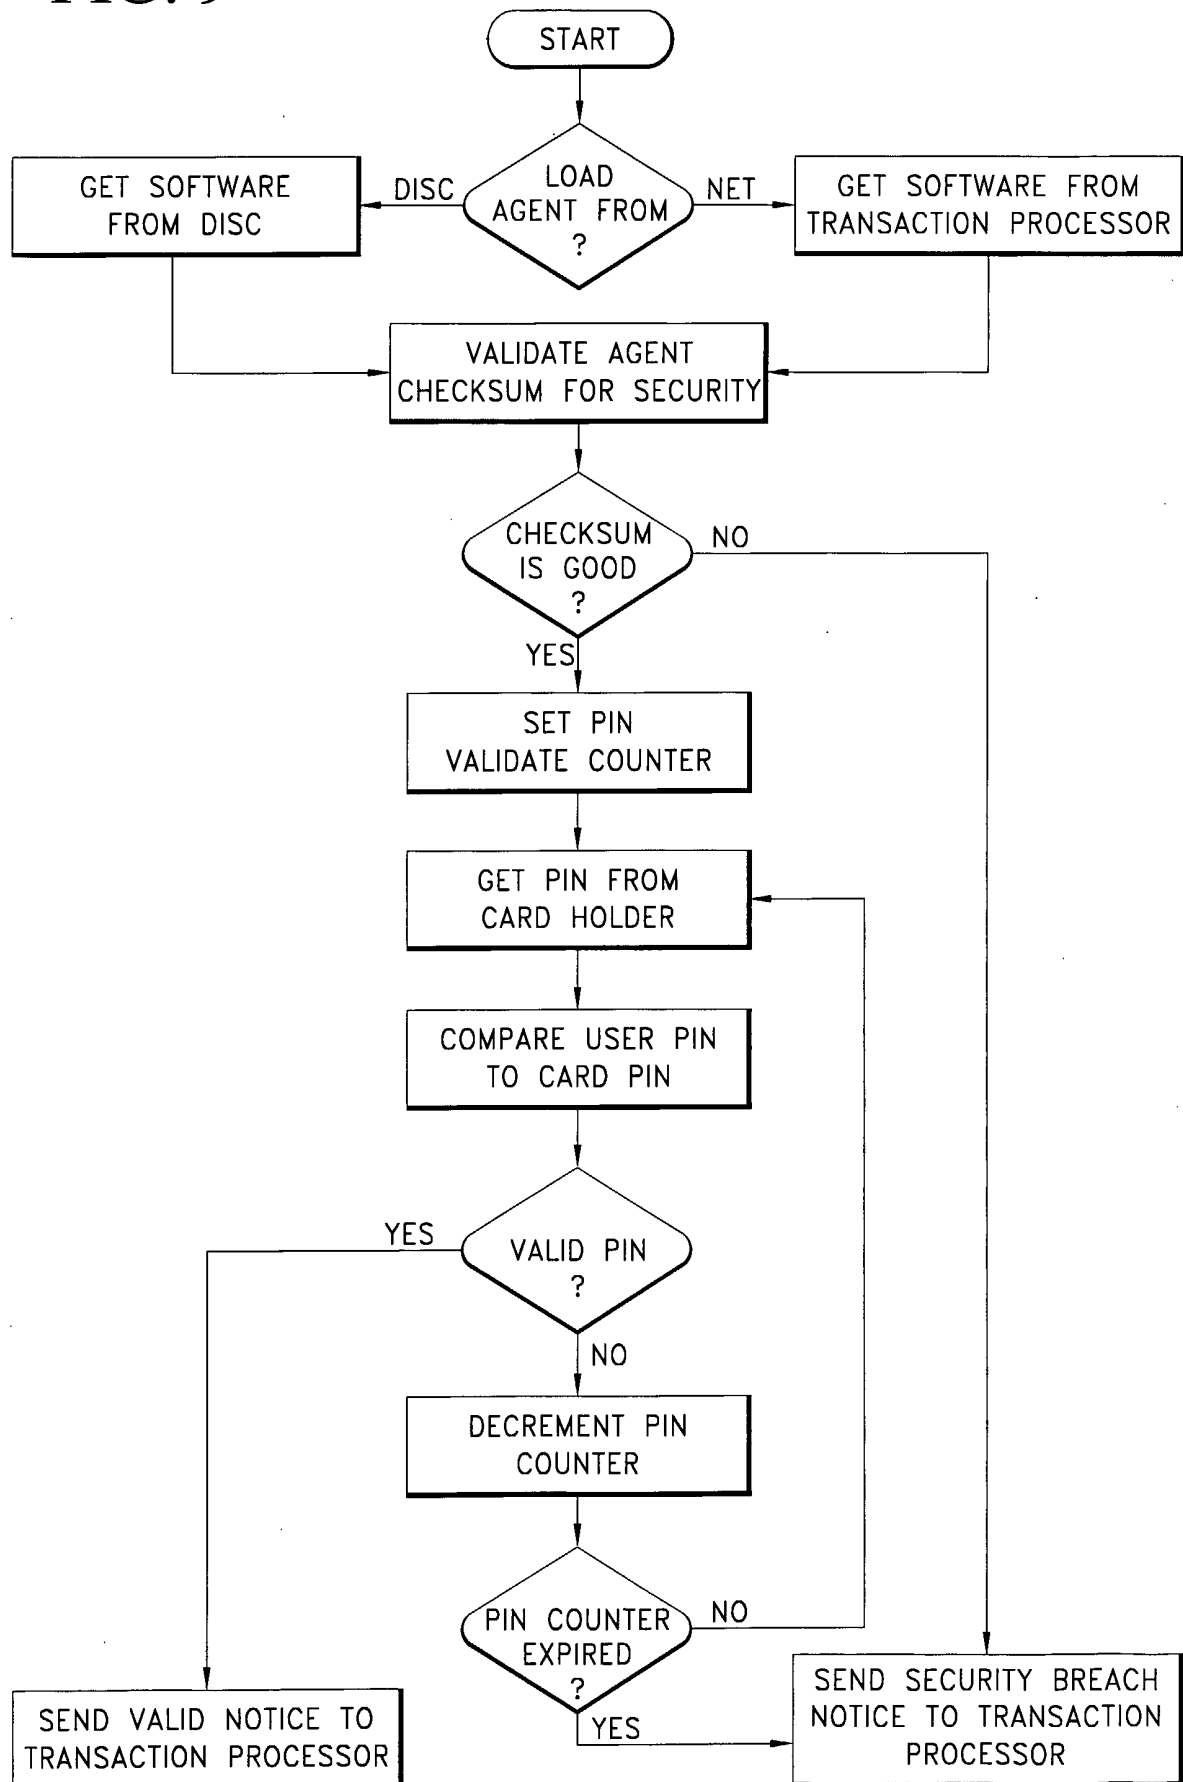 START
LOAD
AGENT FROM
?
DISC
NET
GET SOFTWARE
FROM DISC
GET SOFTWARE FROM
TRANSACTION PROCESSOR
VALIDATE AGENT
CHECKSUM FOR SECURITY
CHECKSUM
IS GOOD
?
NO
YES
SET PIN
VALIDATE COUNTER
GET PIN FROM
CARD HOLDER
COMPARE USER PIN
TO CARD PIN
YES
VALID PIN
?
NO
DECREMENT PIN
COUNTER
PIN COUNTER
EXPIRED
?
NO
YES
SEND VALID NOTICE TO
TRANSACTION PROCESSOR
SEND SECURITY BREACH
NOTICE TO TRANSACTION
PROCESSOR